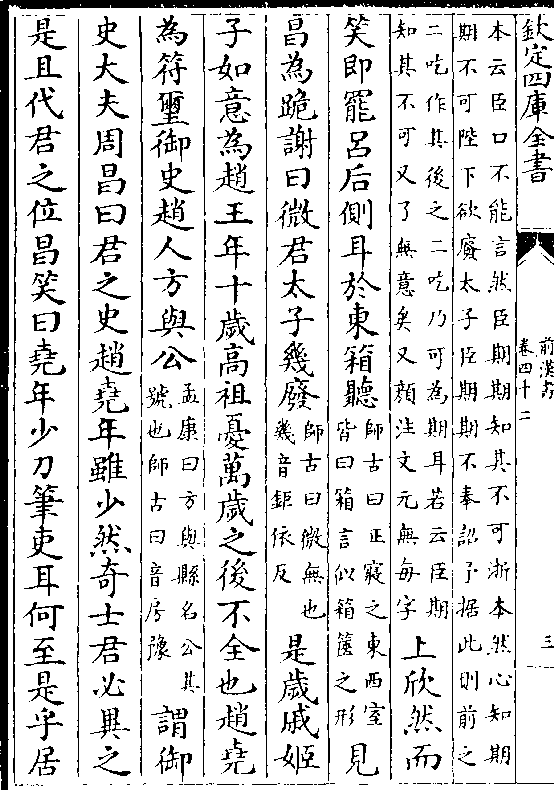 欽定四庫全書
前漢書
卷四十二
三
本云臣口不能言然臣期期知其不可浙本然心知期
期不可陛下欲廢太子臣期期不奉詔予据此則前之
二吃作其後之二吃乃可為期耳若云臣期
知其不可又了無意矣又顔注文元無每字
上欣然而
笑即罷呂后側耳於東箱聽
師古曰正寢之東西室
皆曰箱言似箱篋之形
見
昌為跪謝曰微君太子幾廢
師古曰微無也
幾音鉅依反
是歲戚姬
子如意為趙王年十歲高祖憂萬歲之後不全也趙堯
為符璽御史趙人方與公
孟康曰方與縣名公其
號也師古曰音房豫
謂御
史大夫周昌曰君之史趙堯年雖少然奇士君必異之
是且代君之位昌笑曰堯年少刀筆吏耳何至是乎居